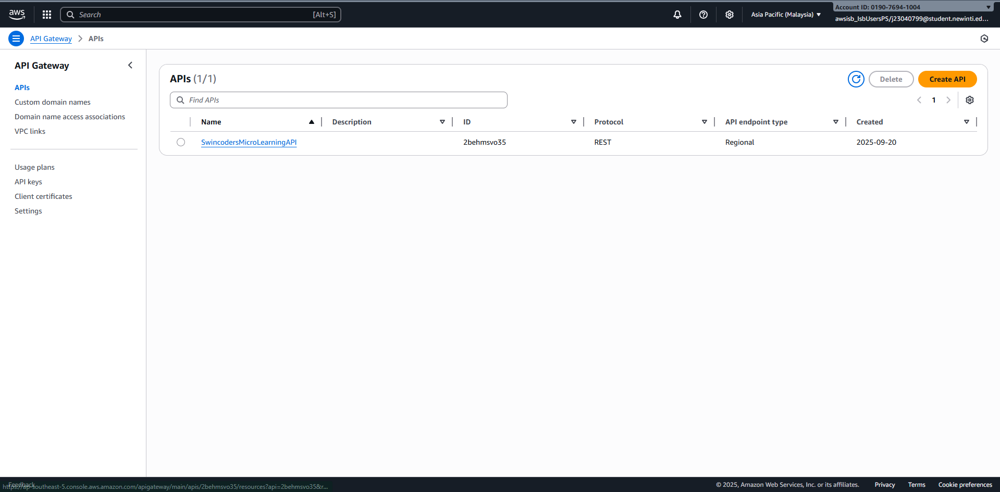 aws
Search
[Alt+S]
Asia Pacific (Malaysia)
Account ID: 0190-7694-1004
awsisb_IsbUsersPS/j23040799@student.newinti.ed...
API Gateway
APIs
API Gateway
APIs
Custom domain names
Domain name access associations
VPC links
Usage plans
API keys
Client certificates
Settings
APIs (1/1)
Delete
Create API
Find APIs
1
Name Description ID Protocol API endpoint type Created
SwincodersMicroLearningAPI 2behmsvo35 REST Regional 2025-09-20
Feedback
https://ap-southeast-5.console.aws.amazon.com/apigateway/main/apis/2behmsvo35/resources?api=2behmsvo35&r...
© 2025, Amazon Web Services, Inc. or its affiliates.
Privacy
Terms
Cookie preferences